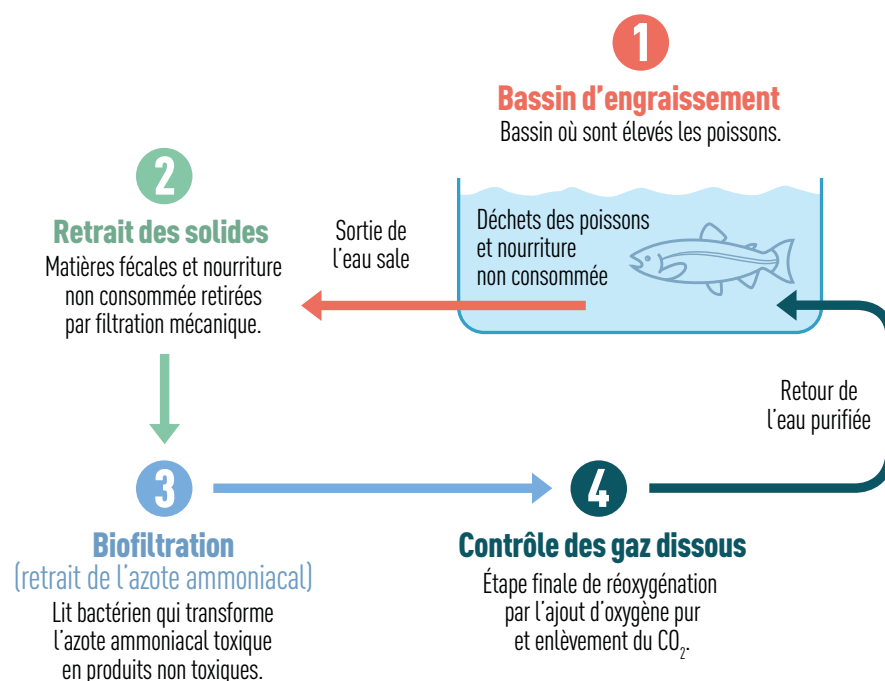 1
Bassin d'engraissement
Bassin où sont élevés les poissons.
Déchets des poissons
et nourriture
non consommée
Sortie de
l'eau sale
2
Retrait des solides
Matières fécales et nourriture
non consommée retirées
par filtration mécanique.
3
Biofiltration
(retrait de l'azote ammoniacal)
Lit bactérien qui transforme
l'azote ammoniacal toxique
en produits non toxiques.
4
Contrôle des gaz dissous
Étape finale de réoxygénation
par l'ajout d'oxygène pur
et enlèvement du CO₂.
Retour de
l'eau purifiée